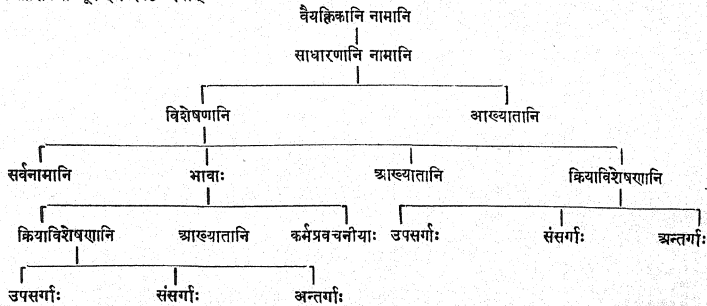 वैयक्तिकानि नामानि
साधारणानि नामानि
विशेषणानि आख्यातानि
सर्वनामानि भावाः आख्यातानि क्रियाविशेषणानि
क्रियाविशेषणानि आख्यातानि कर्मप्रवचनीयाः उपसर्गाः संसर्गाः अन्तर्गाः
उपसर्गाः संसर्गाः अन्तर्गाः